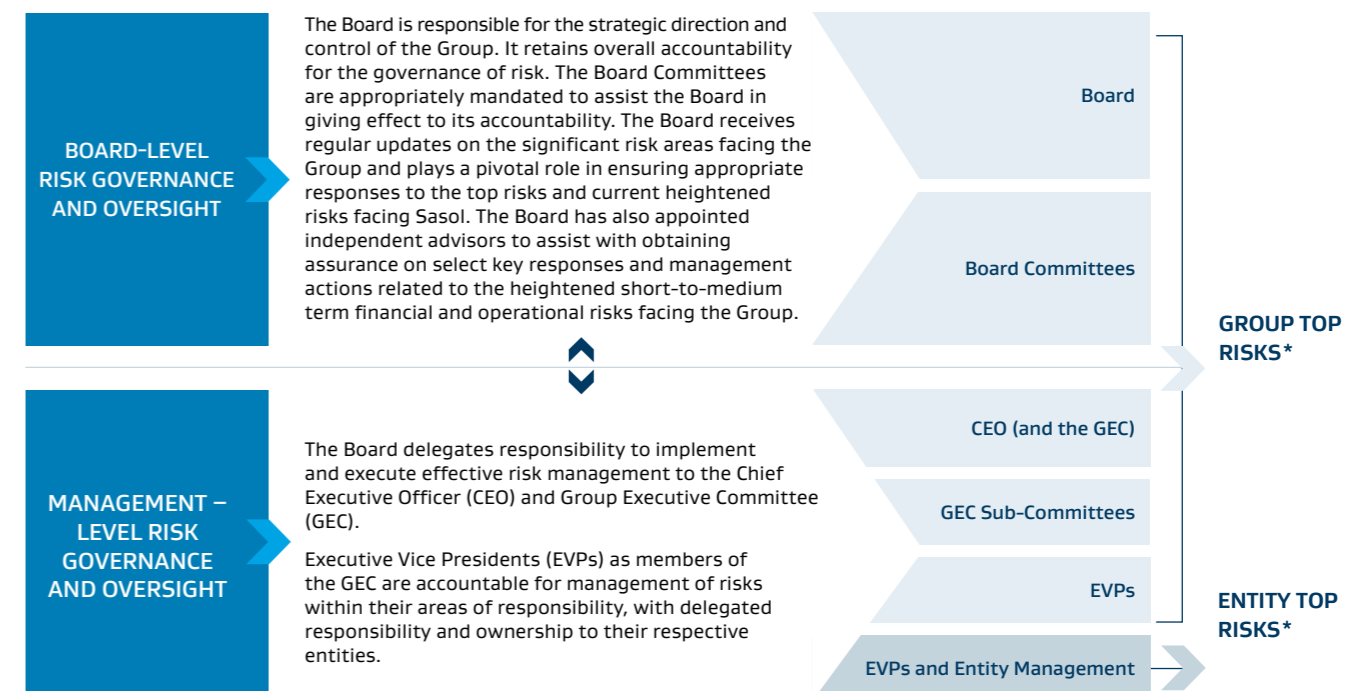 BOARD-LEVEL
RISK GOVERNANCE
AND OVERSIGHT
The Board is responsible for the strategic direction and
control of the Group. It retains overall accountability
for the governance of risk. The Board Committees
are appropriately mandated to assist the Board in
giving effect to its accountability. The Board receives
regular updates on the significant risk areas facing the
Group and plays a pivotal role in ensuring appropriate
responses to the top risks and current heightened
risks facing Sasol. The Board has also appointed
independent advisors to assist with obtaining
assurance on select key responses and management
actions related to the heightened short-to-medium
term financial and operational risks facing the Group.
Board
Board Committees
GROUP TOP
RISKS*
MANAGEMENT –
LEVEL RISK
GOVERNANCE
AND OVERSIGHT
The Board delegates responsibility to implement
and execute effective risk management to the Chief
Executive Officer (CEO) and Group Executive Committee
(GEC).
Executive Vice Presidents (EVPs) as members of
the GEC are accountable for management of risks
within their areas of responsibility, with delegated
responsibility and ownership to their respective
entities.
CEO (and the GEC)
GEC Sub-Committees
EVPs
EVPs and Entity Management
ENTITY TOP
RISKS*